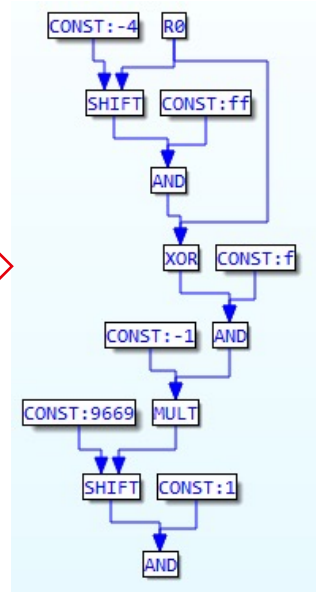 CONST:-4 R0
SHIFT CONST:ff
AND
XOR CONST:f
CONST:-1 AND
CONST:9669 MULT
SHIFT CONST:1
AND